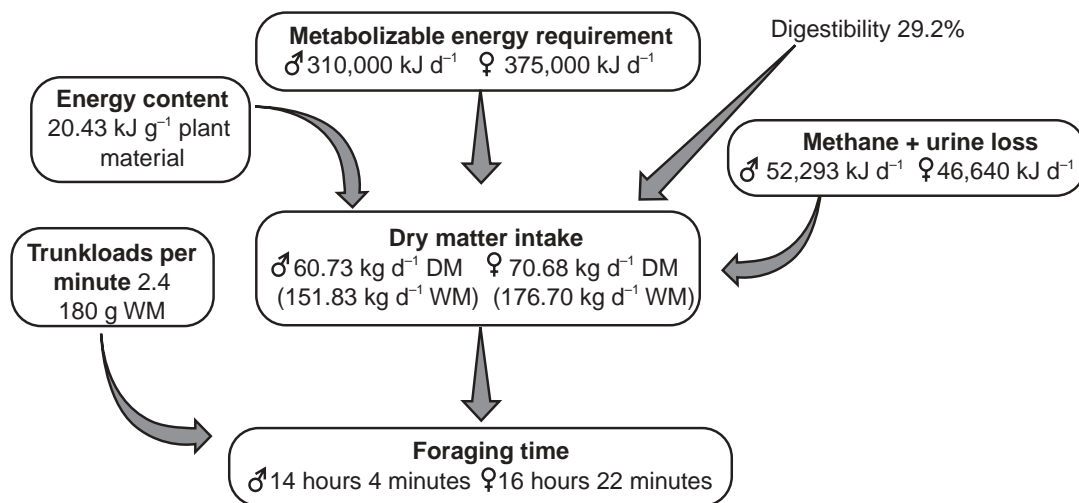 Metabolizable energy requirement
♂310,000 kJ d⁻¹ ♀ 375,000 kJ d⁻¹
Digestibility 29.2%
Energy content
20.43 kJ g⁻¹ plant
material
Methane + urine loss
♂ 52,293 kJ d⁻¹ ♀46,640 kJ d⁻¹
Dry matter intake
♂60.73 kg d⁻¹ DM ♀ 70.68 kg d⁻¹ DM
(151.83 kg d⁻¹ WM) (176.70 kg d⁻¹ WM)
Trunkloads per
minute 2.4
180 g WM
Foraging time
♂14 hours 4 minutes ♀16 hours 22 minutes